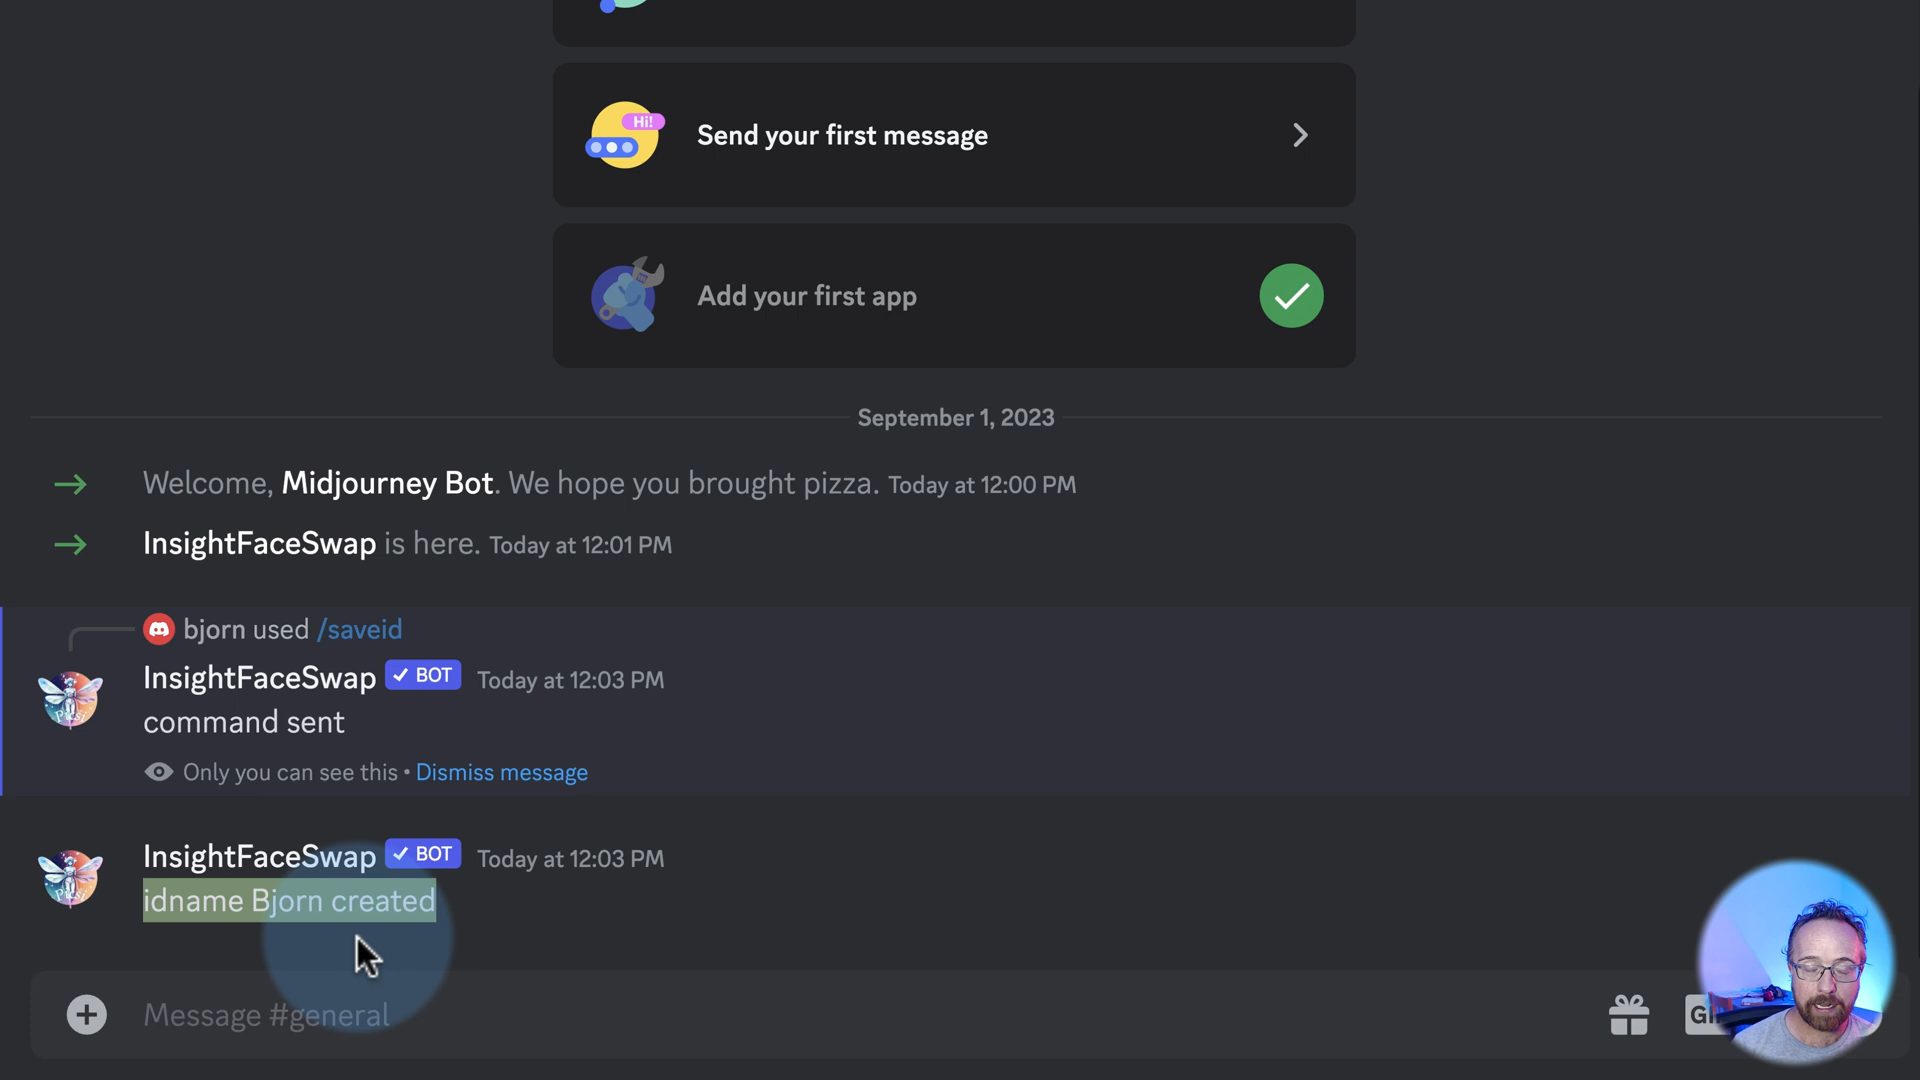 Hi!
Send your first message
Add your first app
September 1, 2023
Welcome, Midjourney Bot. We hope you brought pizza. Today at 12:00 PM
InsightFaceSwap is here. Today at 12:01 PM
bjorn used /saveid
InsightFaceSwap BOT Today at 12:03 PM
command sent
Only you can see this • Dismiss message
InsightFaceSwap BOT Today at 12:03 PM
idname Bjorn created
Message #general